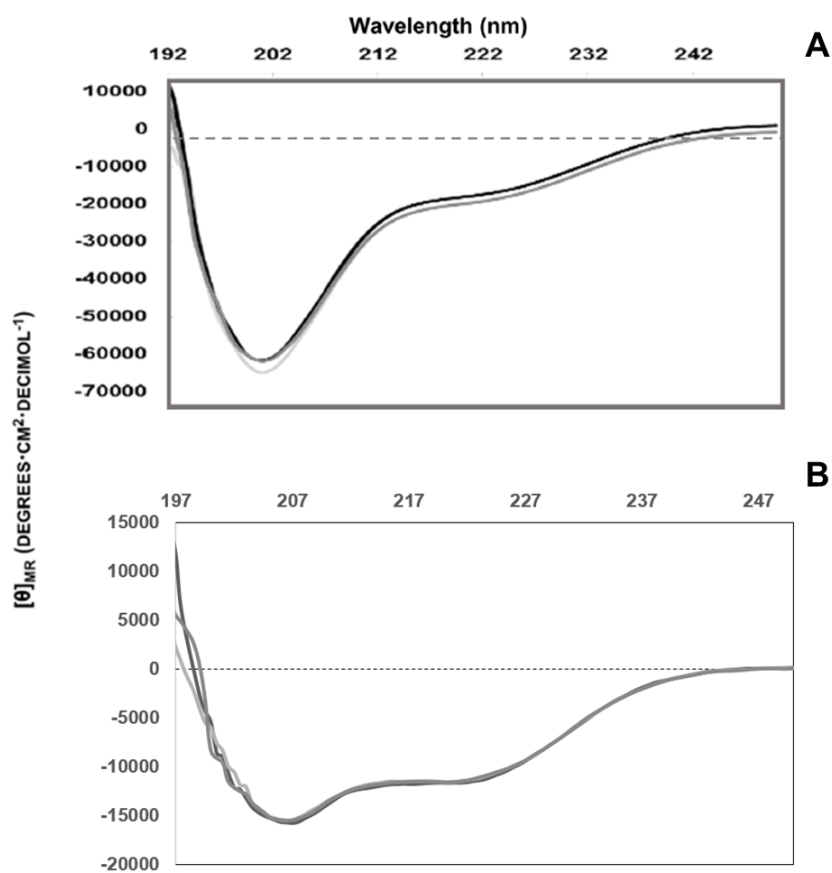 Wavelength (nm)
A
192 202 212 222 232 242
10000
0
-10000
-20000
-30000
-40000
-50000
-60000
-70000
[θ]MR (DEGREES·CM2·DECIMOL-1)
B
197 207 217 227 237 247
15000
10000
5000
0
-5000
-10000
-15000
-20000